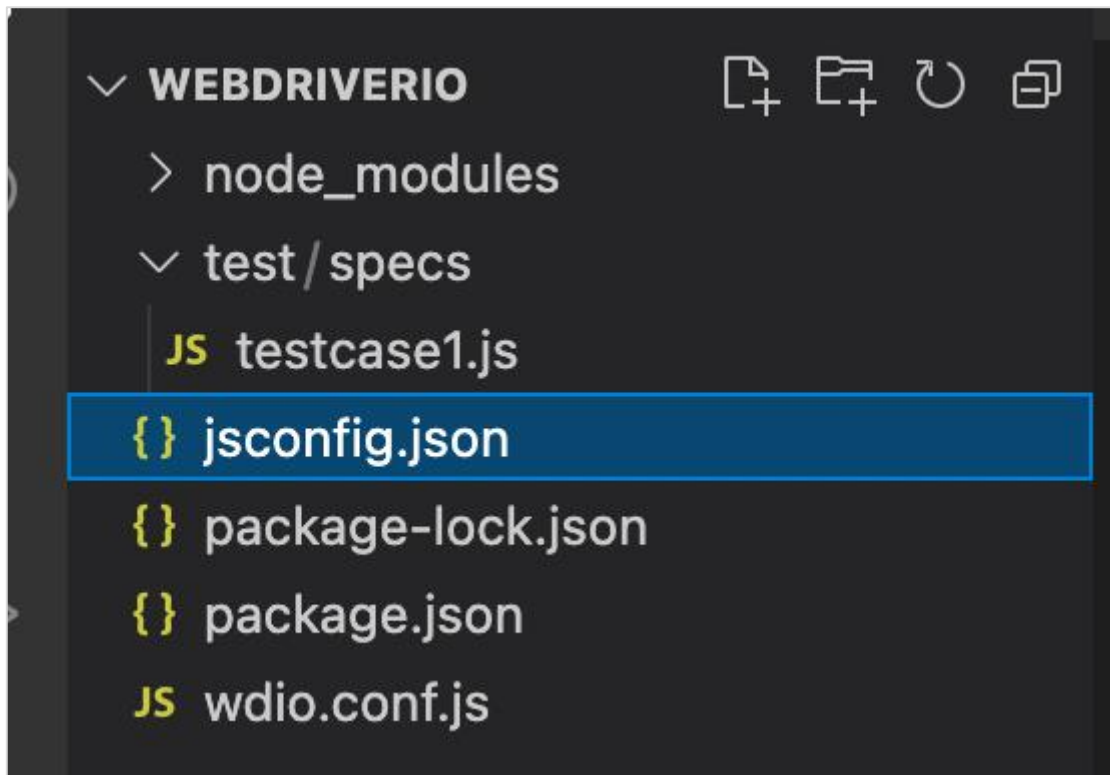 WEBDRIVERIO
node_modules
test / specs
JS testcase1.js
{} jsconfig.json
{} package-lock.json
{} package.json
JS wdio.conf.js